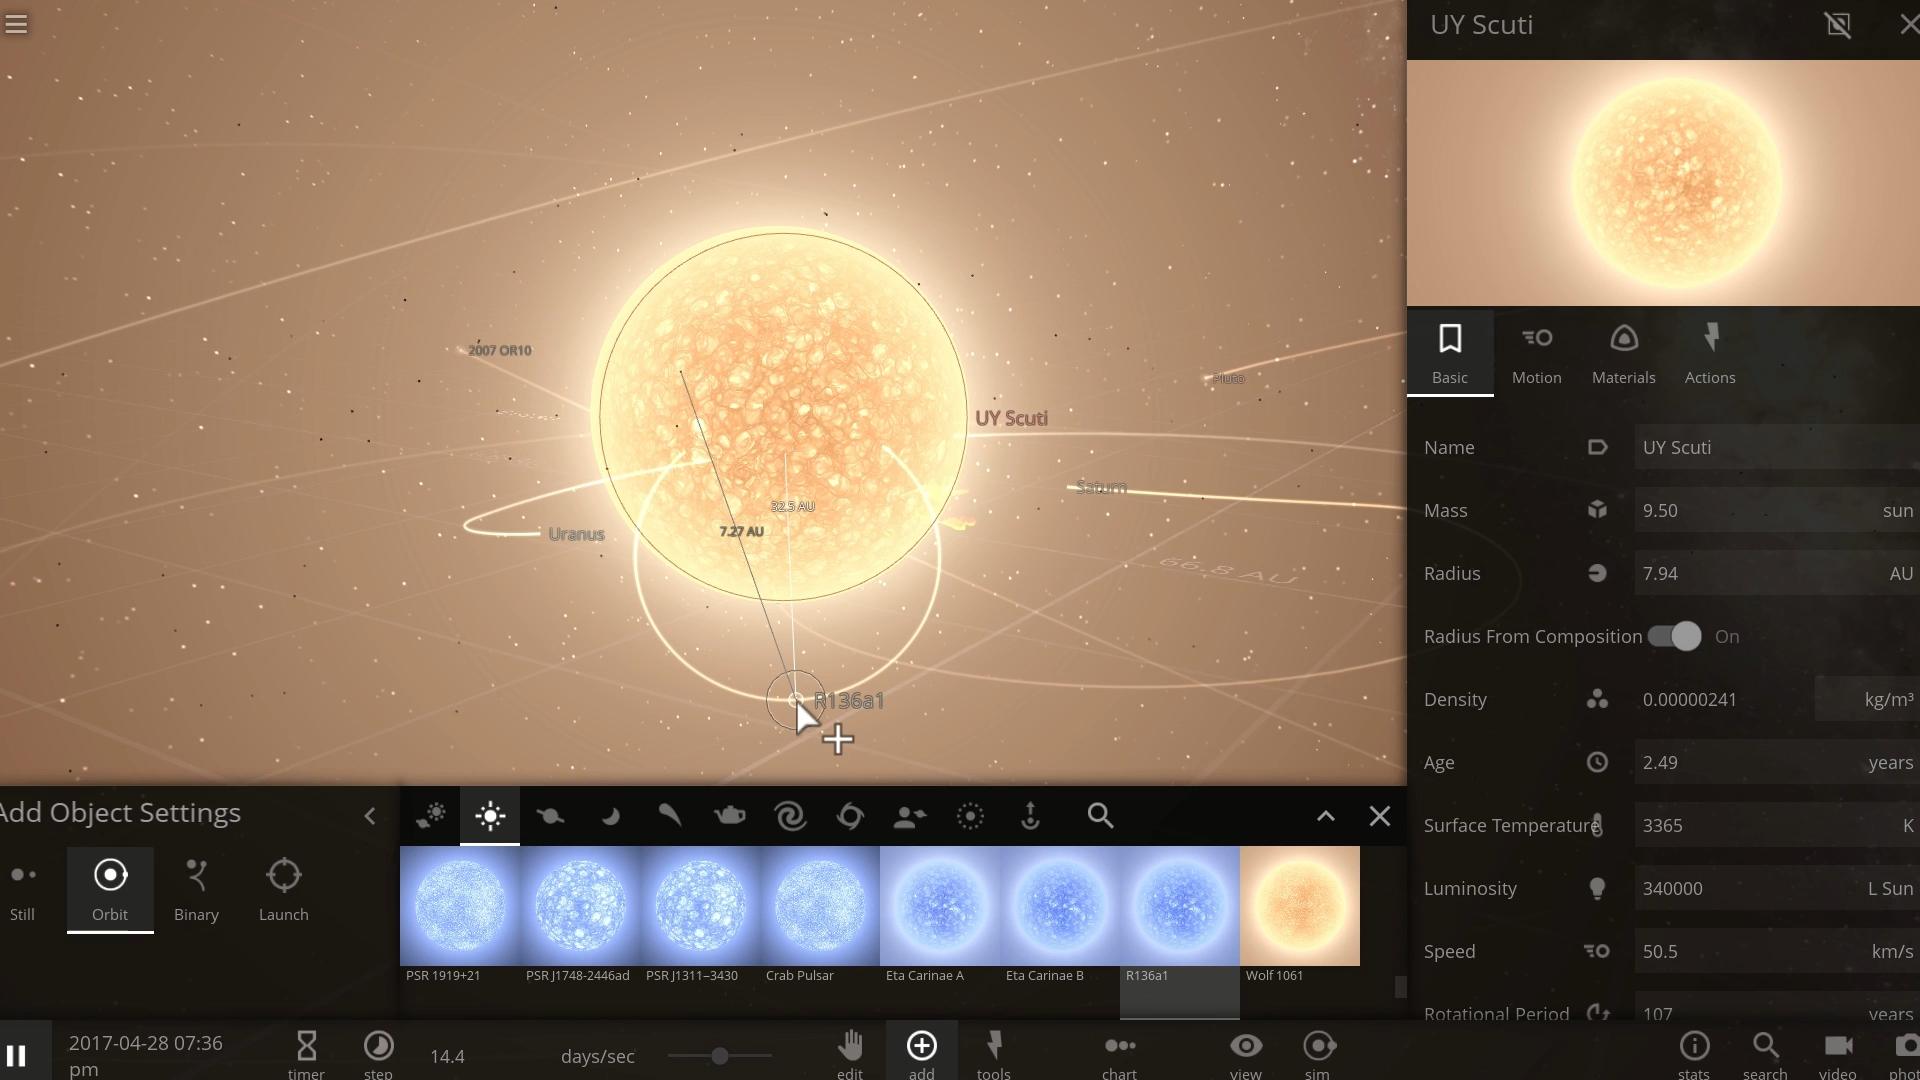 UY Scuti
2007 OR10
Pluto
UY Scuti
Saturn
32.5 AU
7.27 AU
Uranus
66.8 AU
R136a1
Basic
Motion
Materials
Actions
Name
UY Scuti
Mass
9.50
sun
Radius
7.94
AU
Radius From Composition
On
Density
0.00000241
kg/m³
Age
2.49
years
Surface Temperature
3365
K
Luminosity
340000
L Sun
Speed
50.5
km/s
Rotational Period
107
years
Add Object Settings
Still
Orbit
Binary
Launch
PSR 1919+21
PSR J1748-2446ad
PSR J1311–3430
Crab Pulsar
Eta Carinae A
Eta Carinae B
R136a1
Wolf 1061
2017-04-28 07:36
pm
timer
step
14.4
days/sec
edit
add
tools
chart
view
sim
stats
search
video
phot